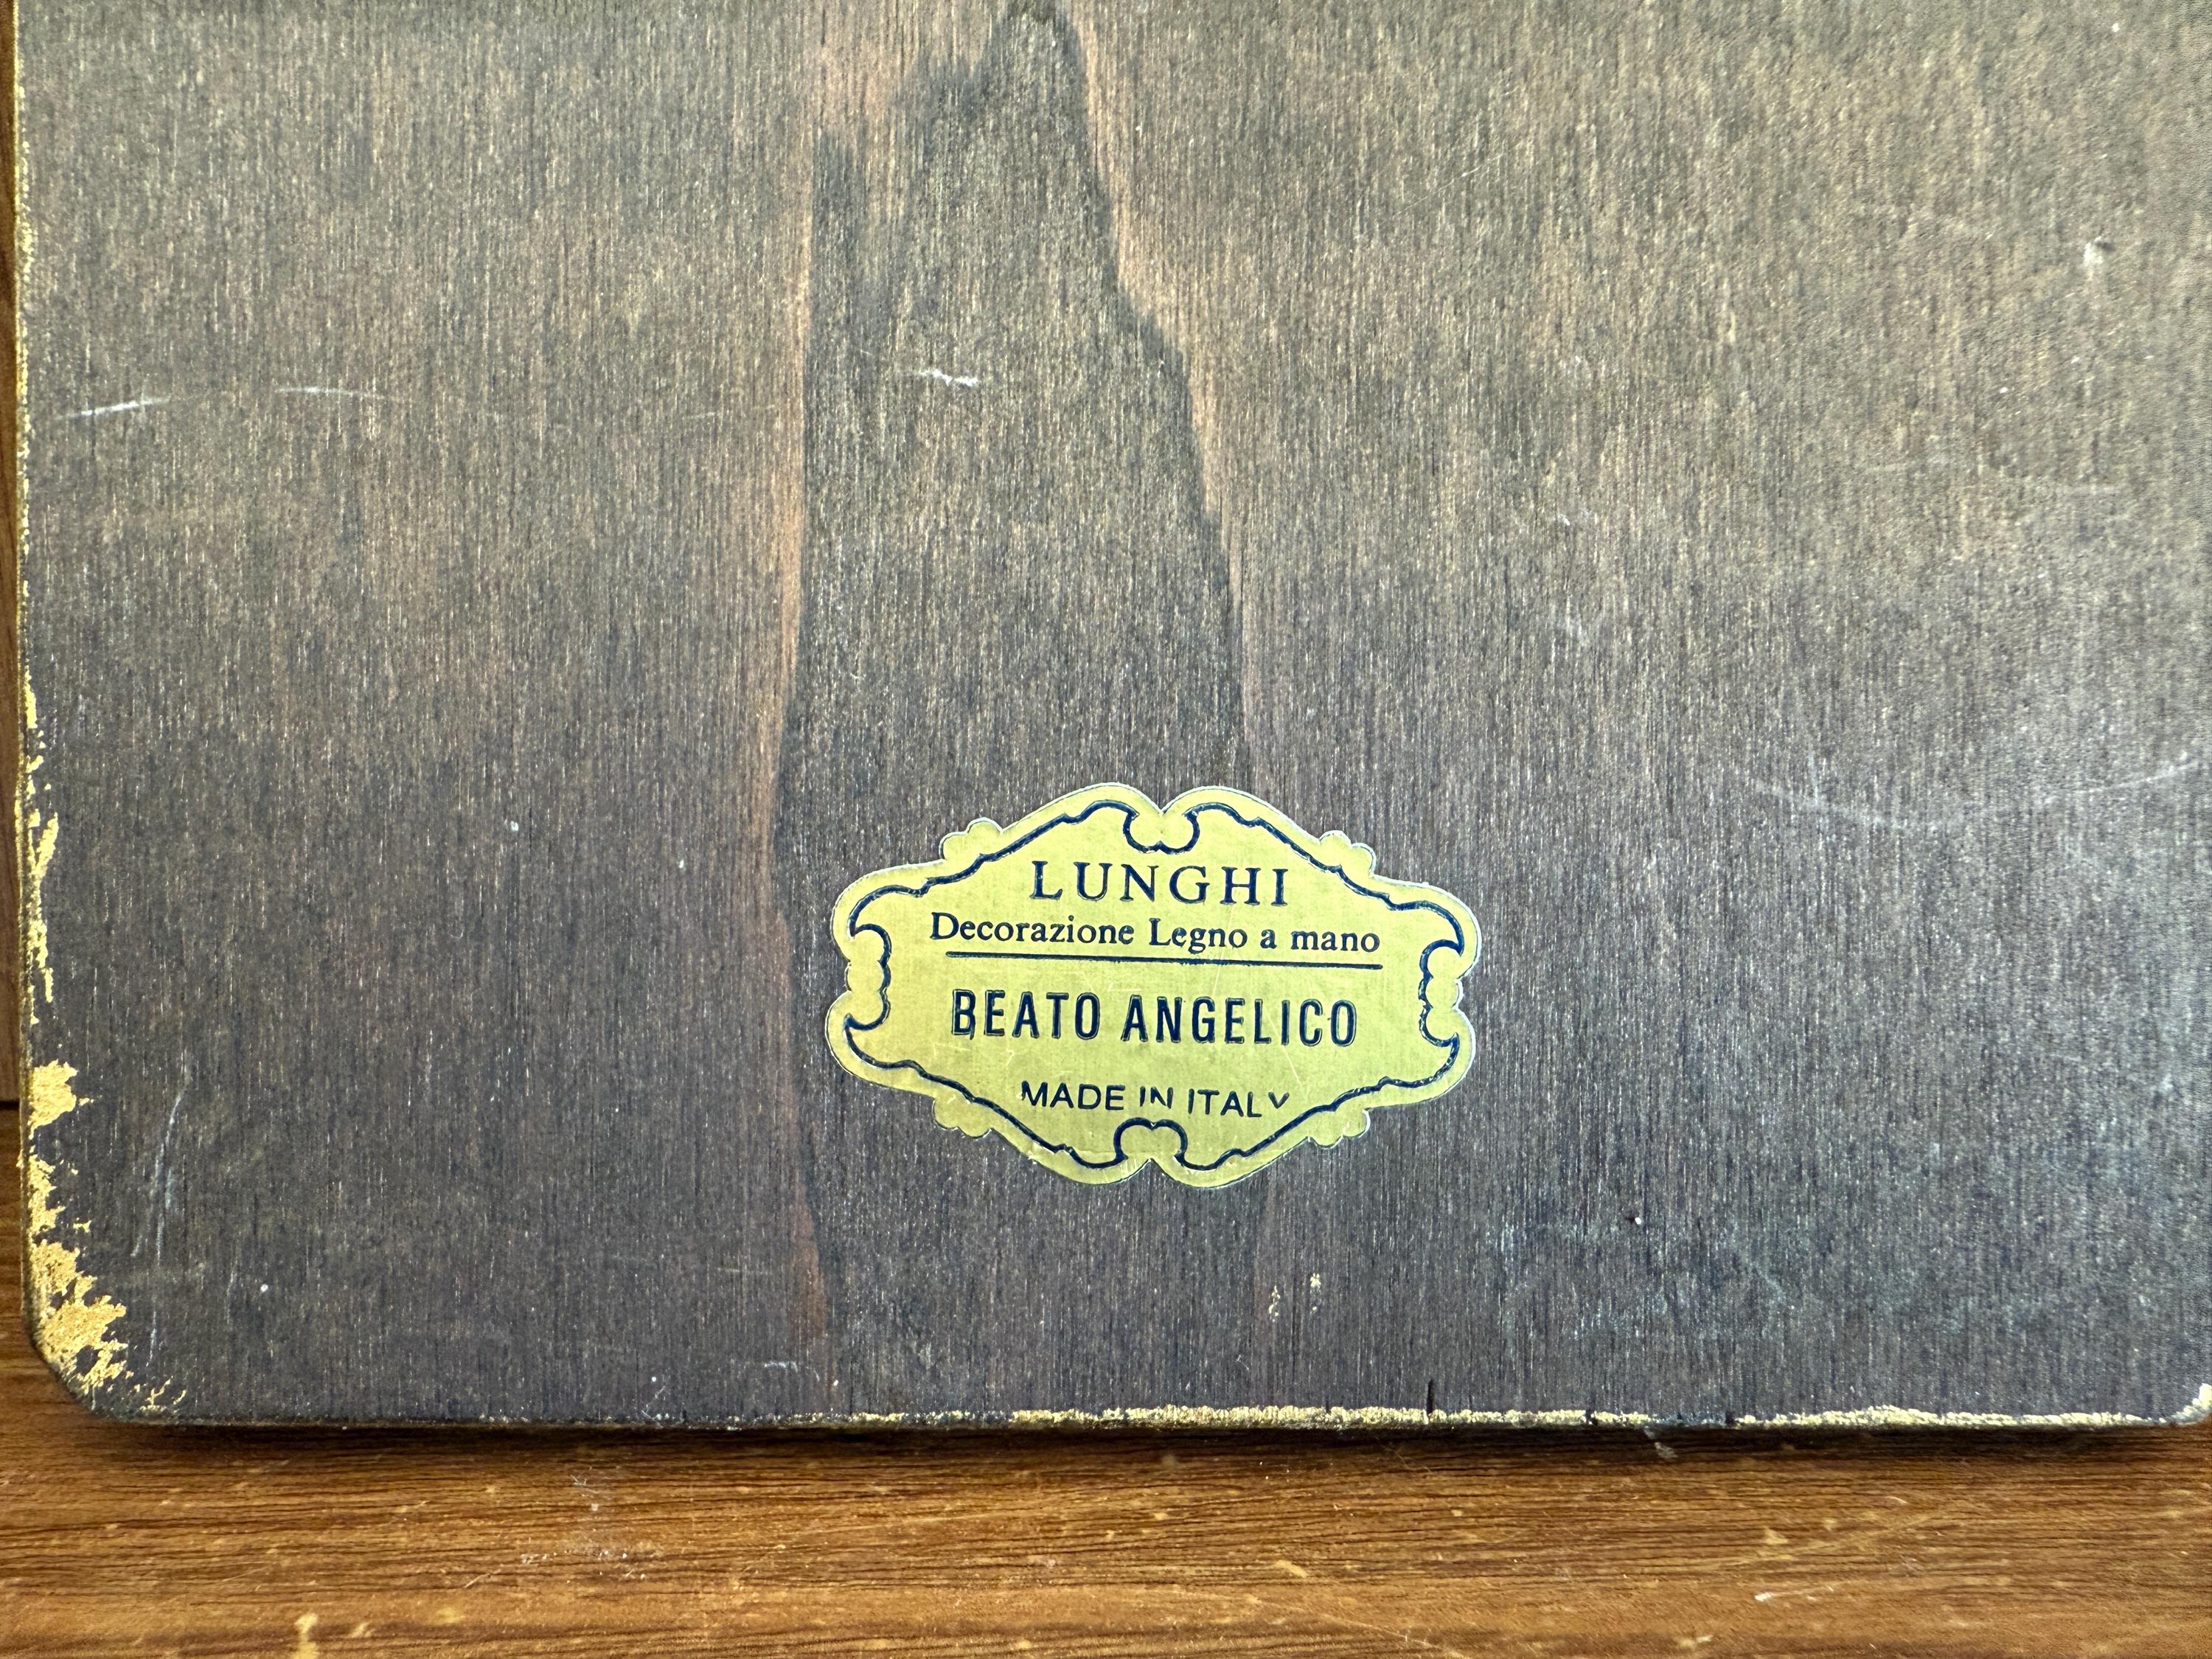 LUNGHI
Decorazione Legno a mano
BEATO ANGELICO
MADE IN ITALY